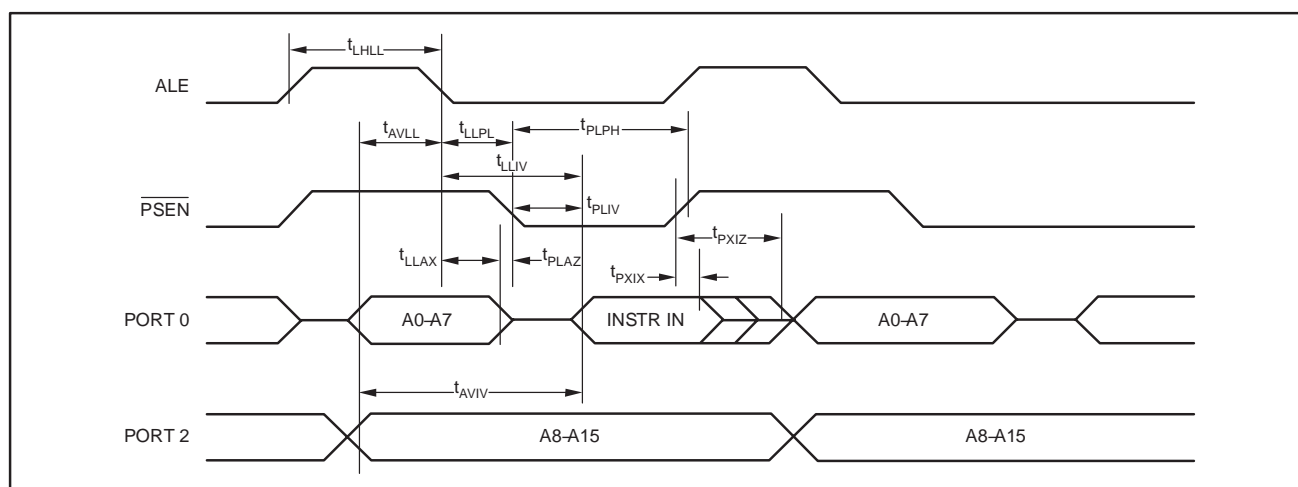 tLHLL
ALE
tAVLL
tLLPL
tPLPH
tLLIV
PSEN
tPLIV
tPXIZ
tLLAX
tPLAZ
tPXIX
PORT 0
A0–A7
INSTR IN
A0–A7
tAVIV
PORT 2
A8–A15
A8–A15